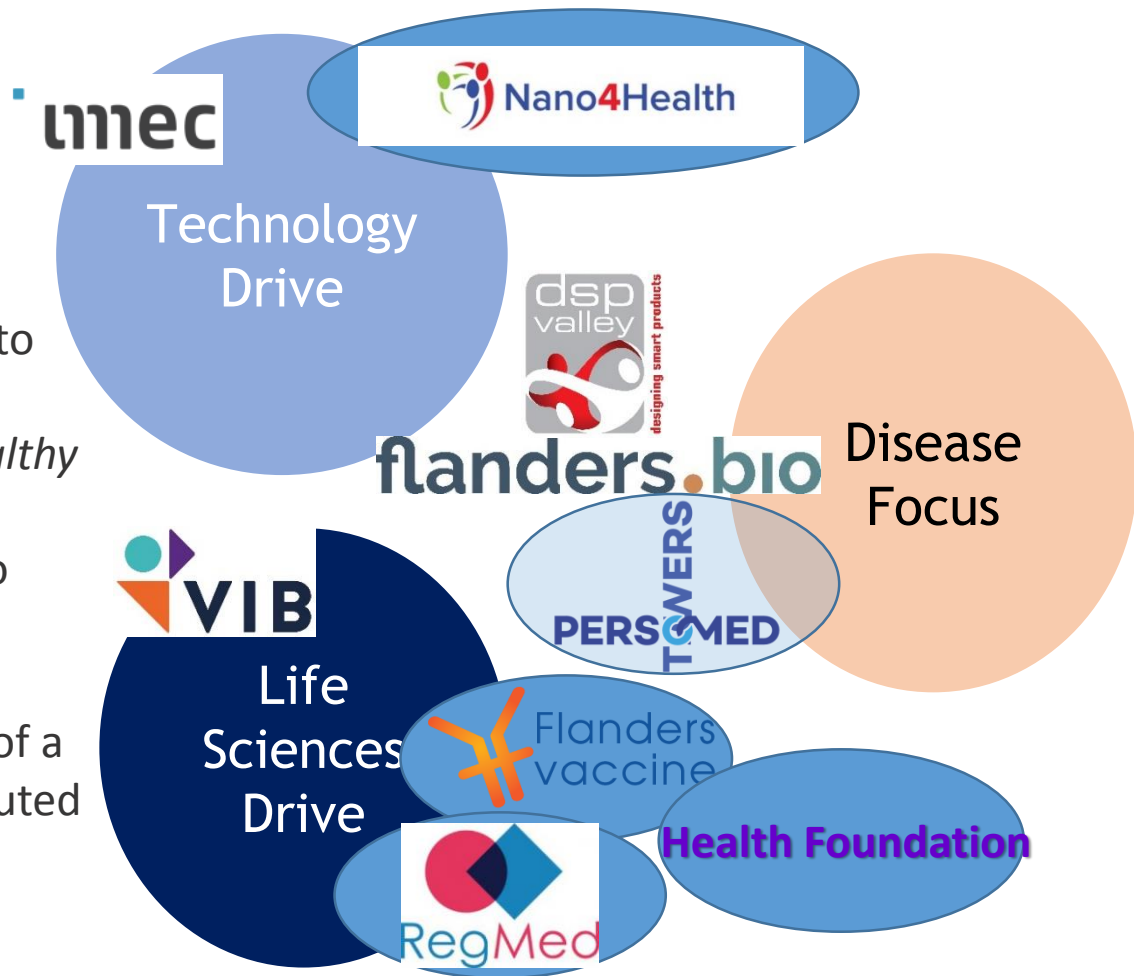 imec
Nano4Health
Technology
Drive
dsp
valley
designing smart products
to
althy
flanders.bio
Disease
Focus
TOWERS
PERSOMED
VIB
Life
Sciences
Drive
Flanders
vaccine
of a
uted
Health Foundation
RegMed